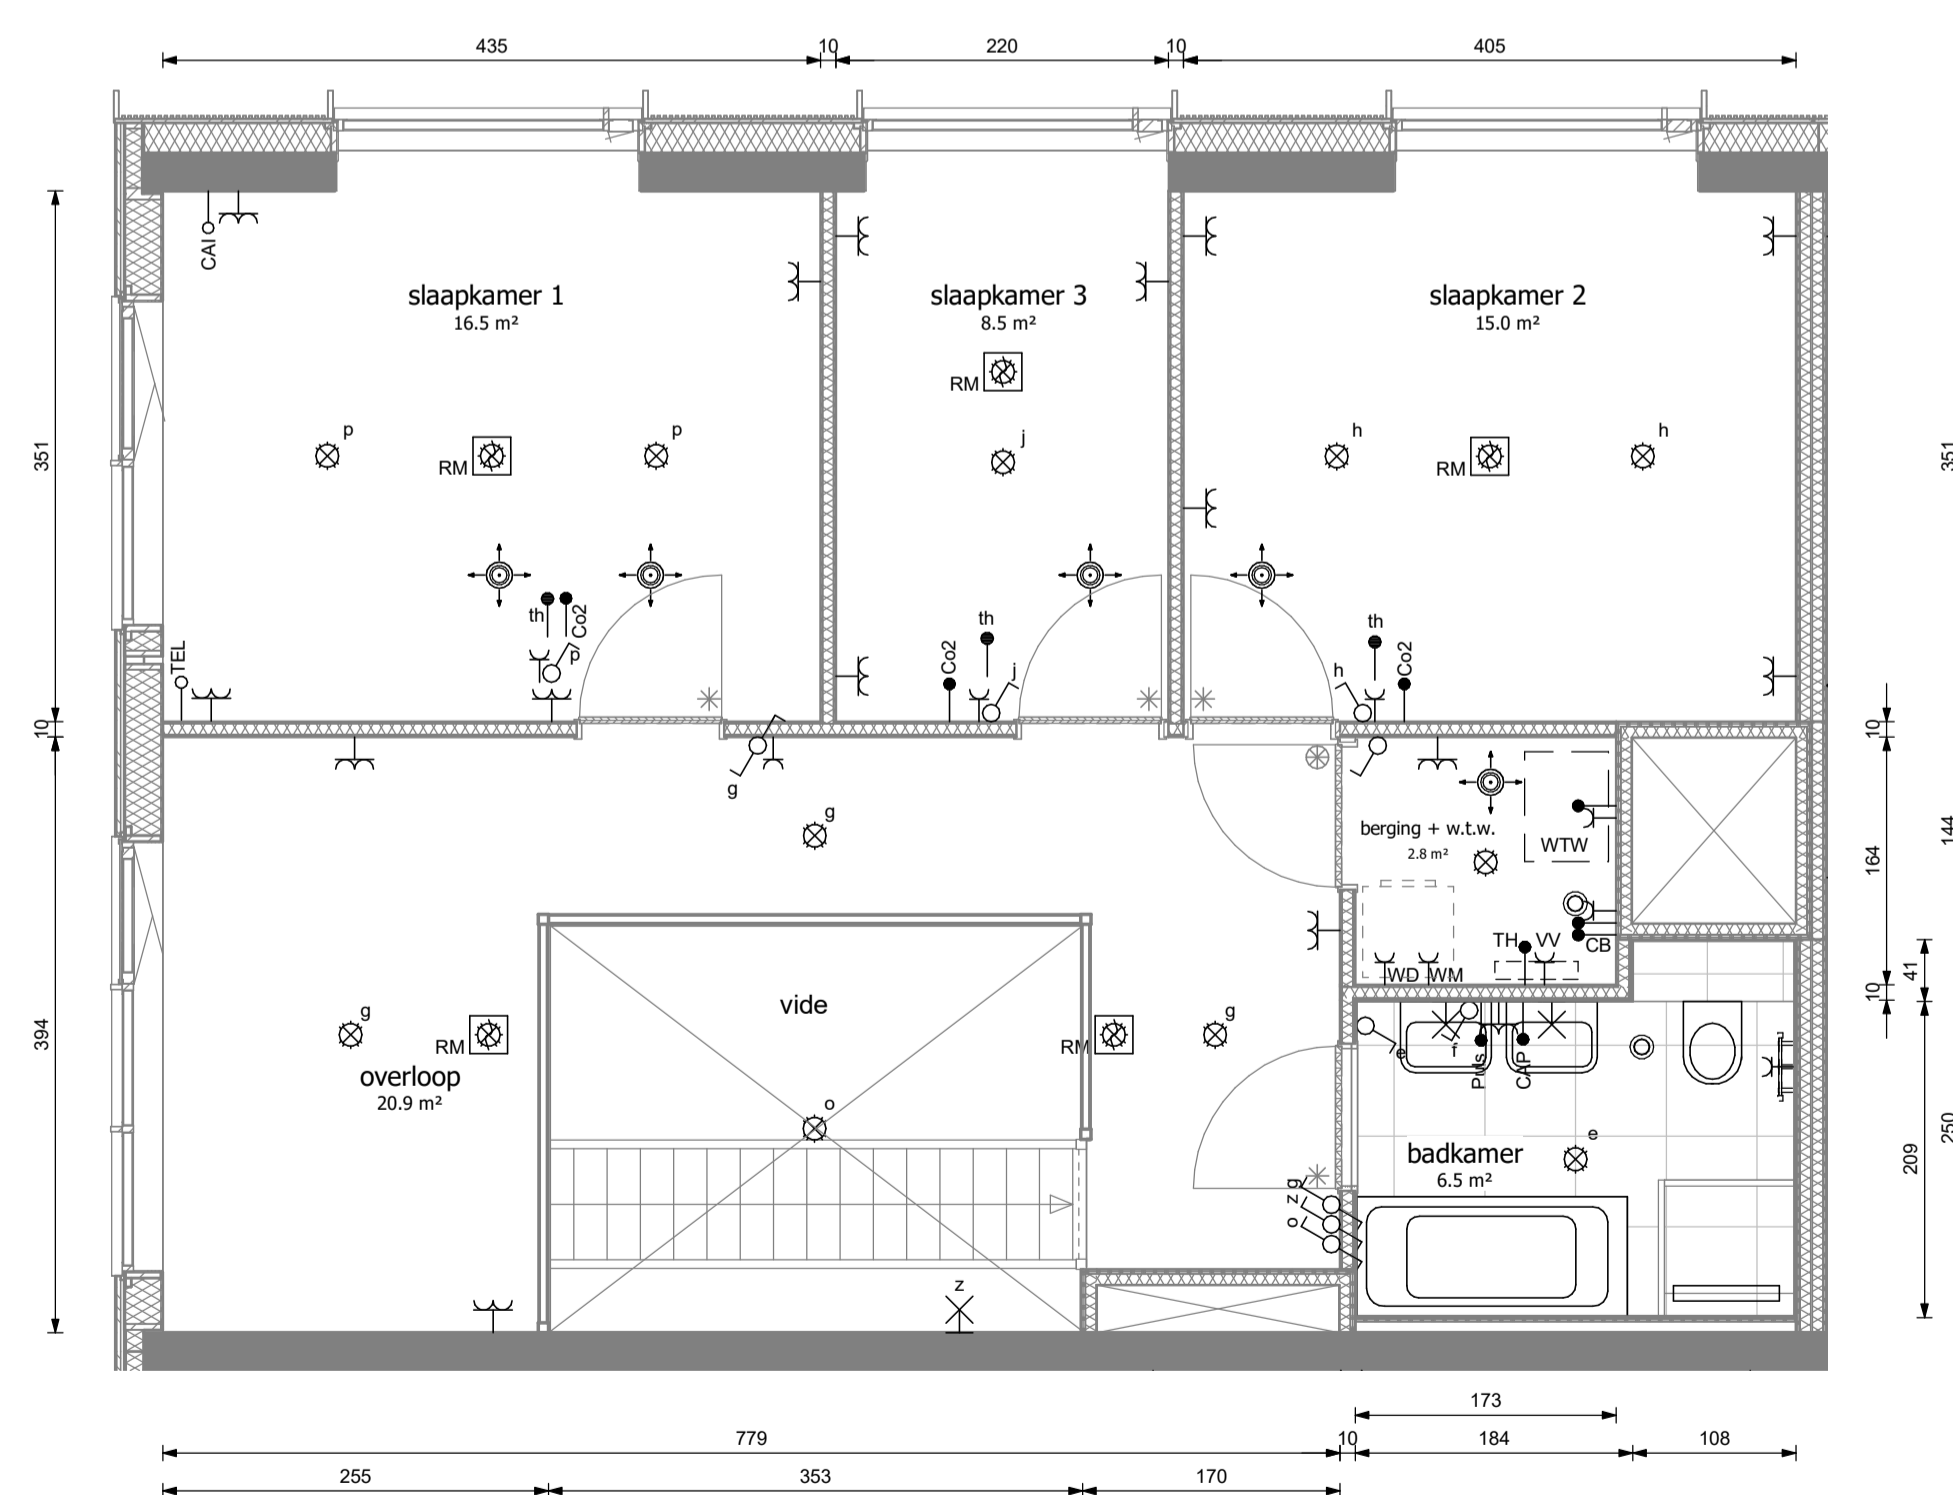 435
10
220
10
405
CAI
slaapkamer 1
16.5 m²
slaapkamer 3
8.5 m²
slaapkamer 2
15.0 m²
RM
p
p
RM
j
h
RM
h
351
351
th
Co2
p
TEL
Co2
th
j
th
h
Co2
10
10
g
g
berging + w.t.w.
2.8 m²
WTW
164
144
TH
VV
CB
WD
WM
41
10
vide
g
RM
overloop
20.9 m²
RM
g
e
f
Puls
CAP
394
o
badkamer
6.5 m²
e
209
250
g
z
o
z
173
779
10
184
108
255
353
170